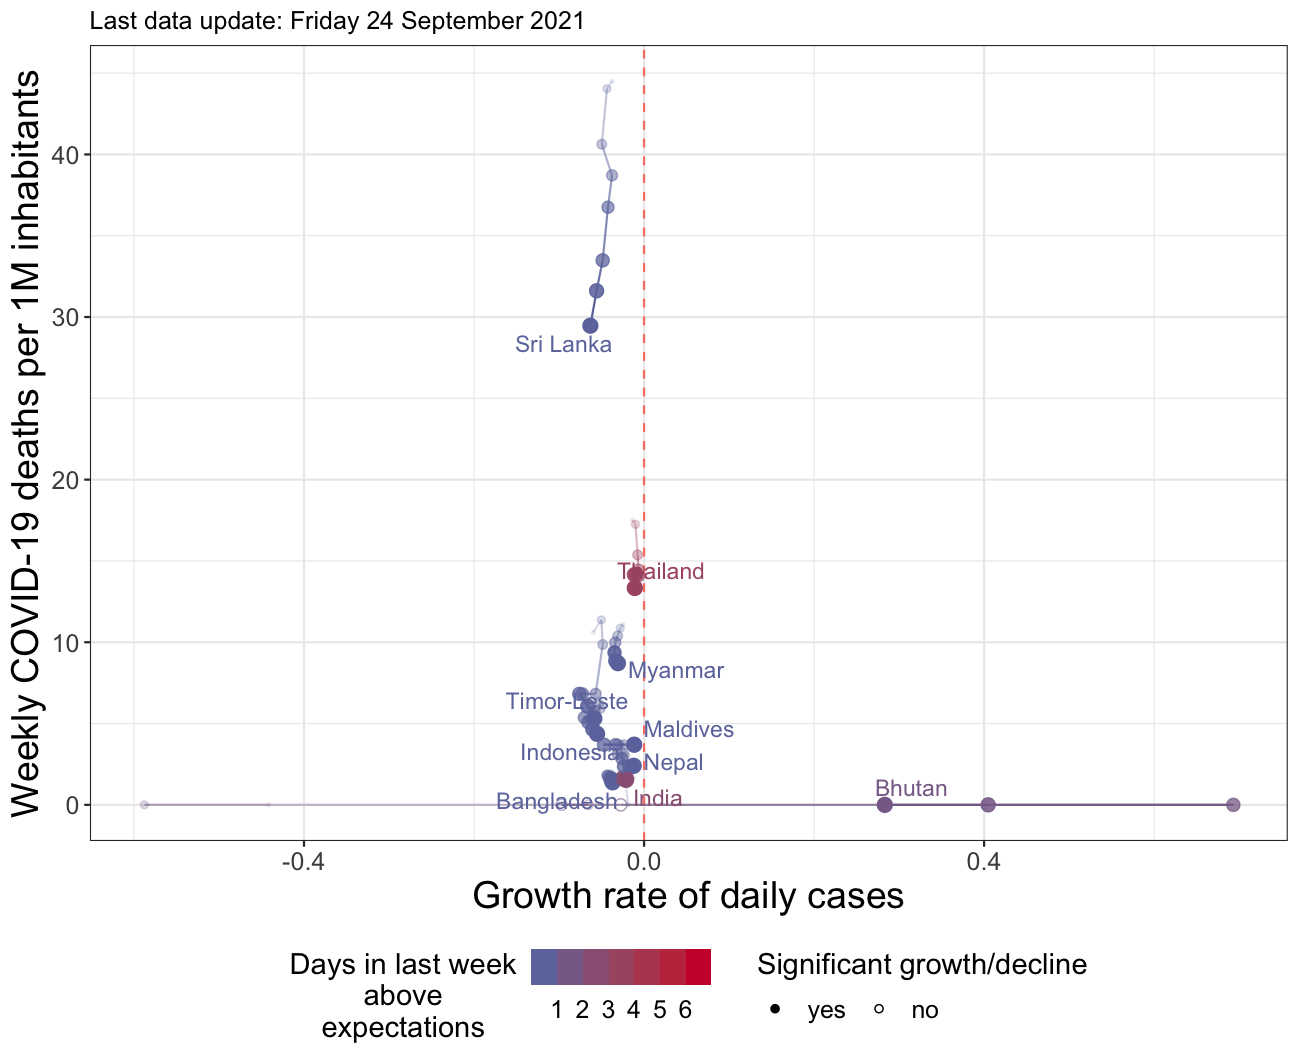 Last data update: Friday 24 September 2021
Weekly COVID-19 deaths per 1M inhabitants
40
30
20
10
0
Sri Lanka
Thailand
Myanmar
Timor-Leste
Maldives
Indonesia
Nepal
Bhutan
Bangladesh
India
-0.4
0.0
0.4
Growth rate of daily cases
Days in last week
above
expectations
1 2 3 4 5 6
Significant growth/decline
yes no